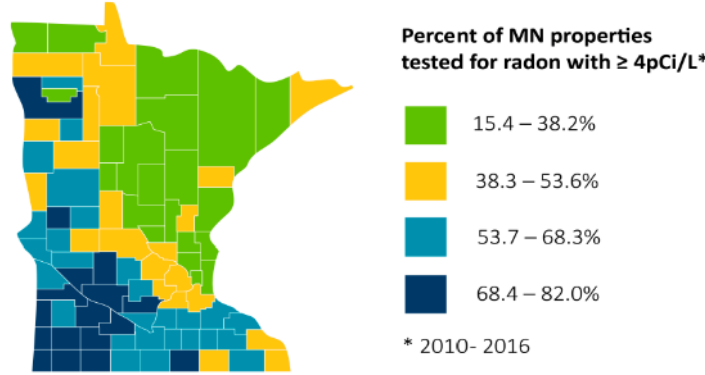 Percent of MN properties
tested for radon with ≥ 4pCi/L*
15.4 – 38.2%
38.3 – 53.6%
53.7 – 68.3%
68.4 – 82.0%
* 2010- 2016